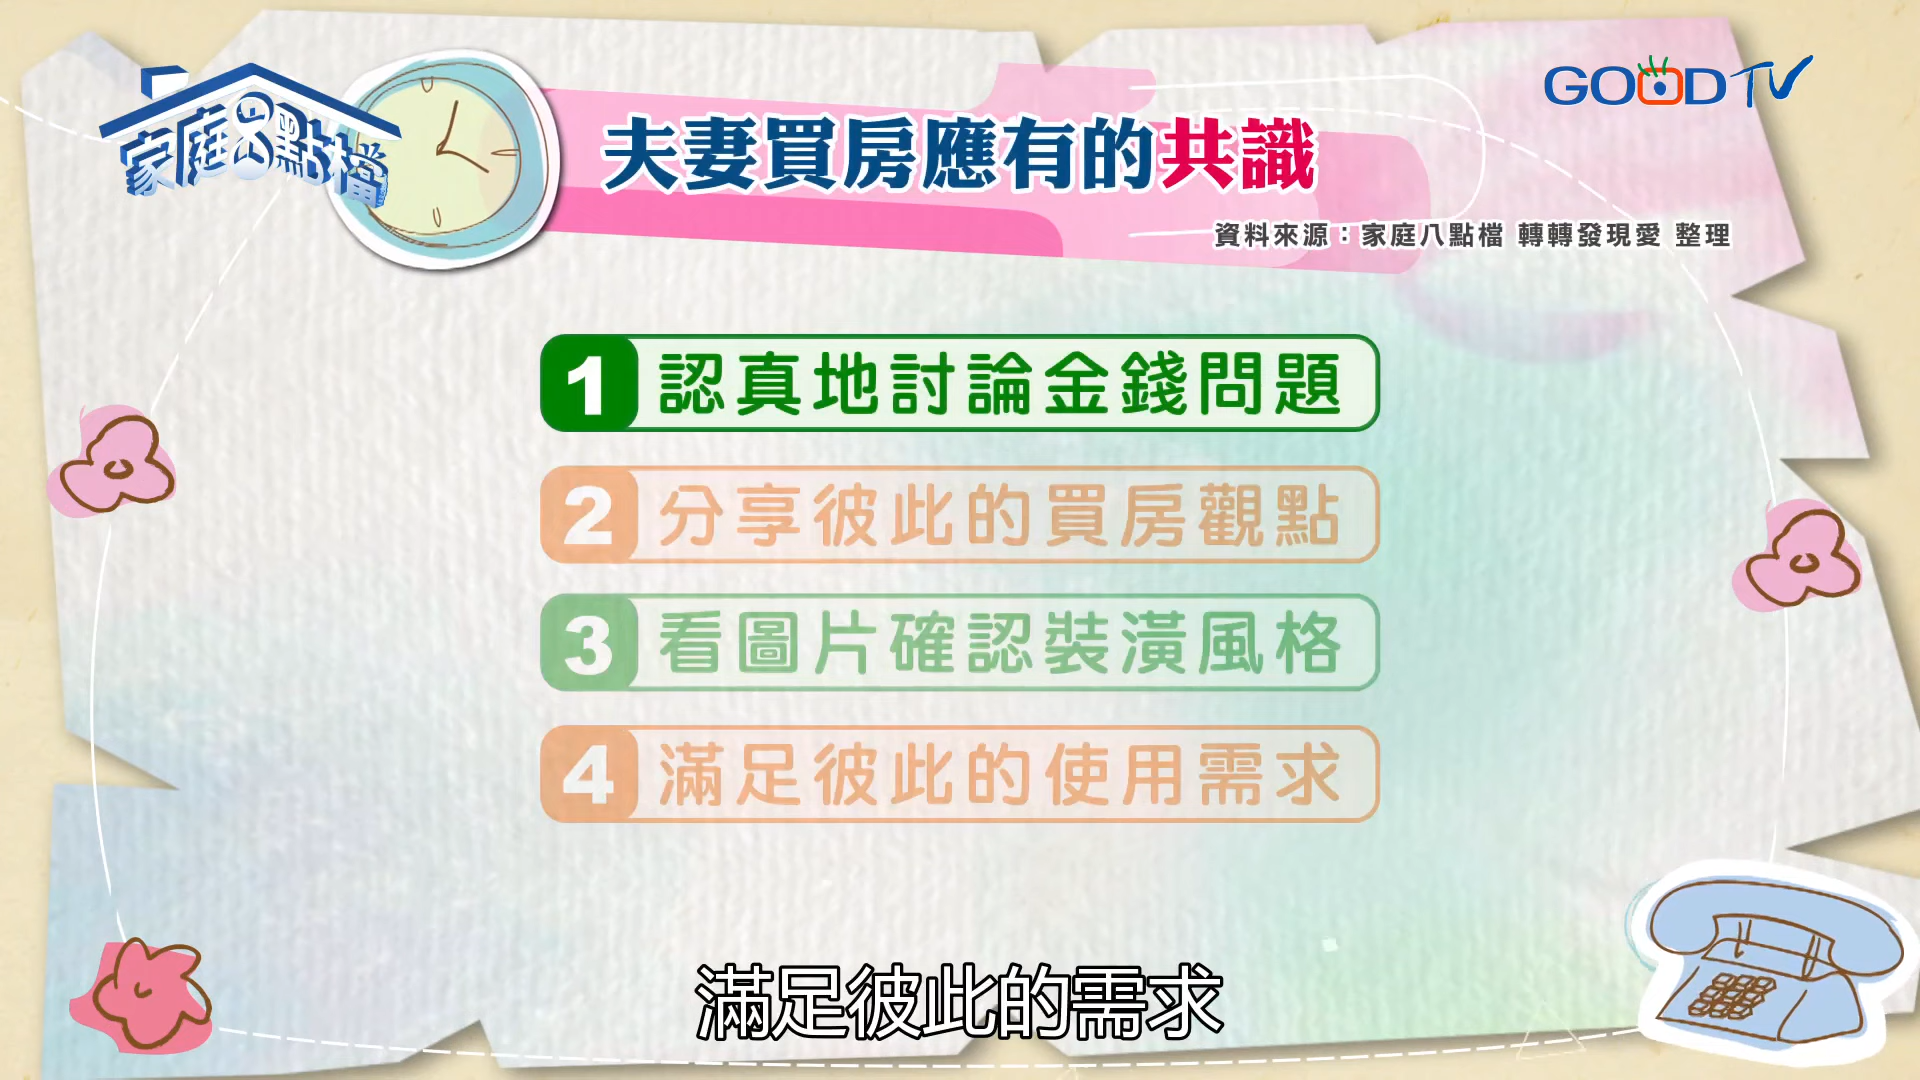 家庭8點檔
GOOD TV
夫妻買房應有的共識
資料來源：家庭八點檔 轉轉發現愛 整理
1 認真地討論金錢問題
2 分享彼此的買房觀點
3 看圖片確認裝潢風格
4 滿足彼此的使用需求
滿足彼此的需求